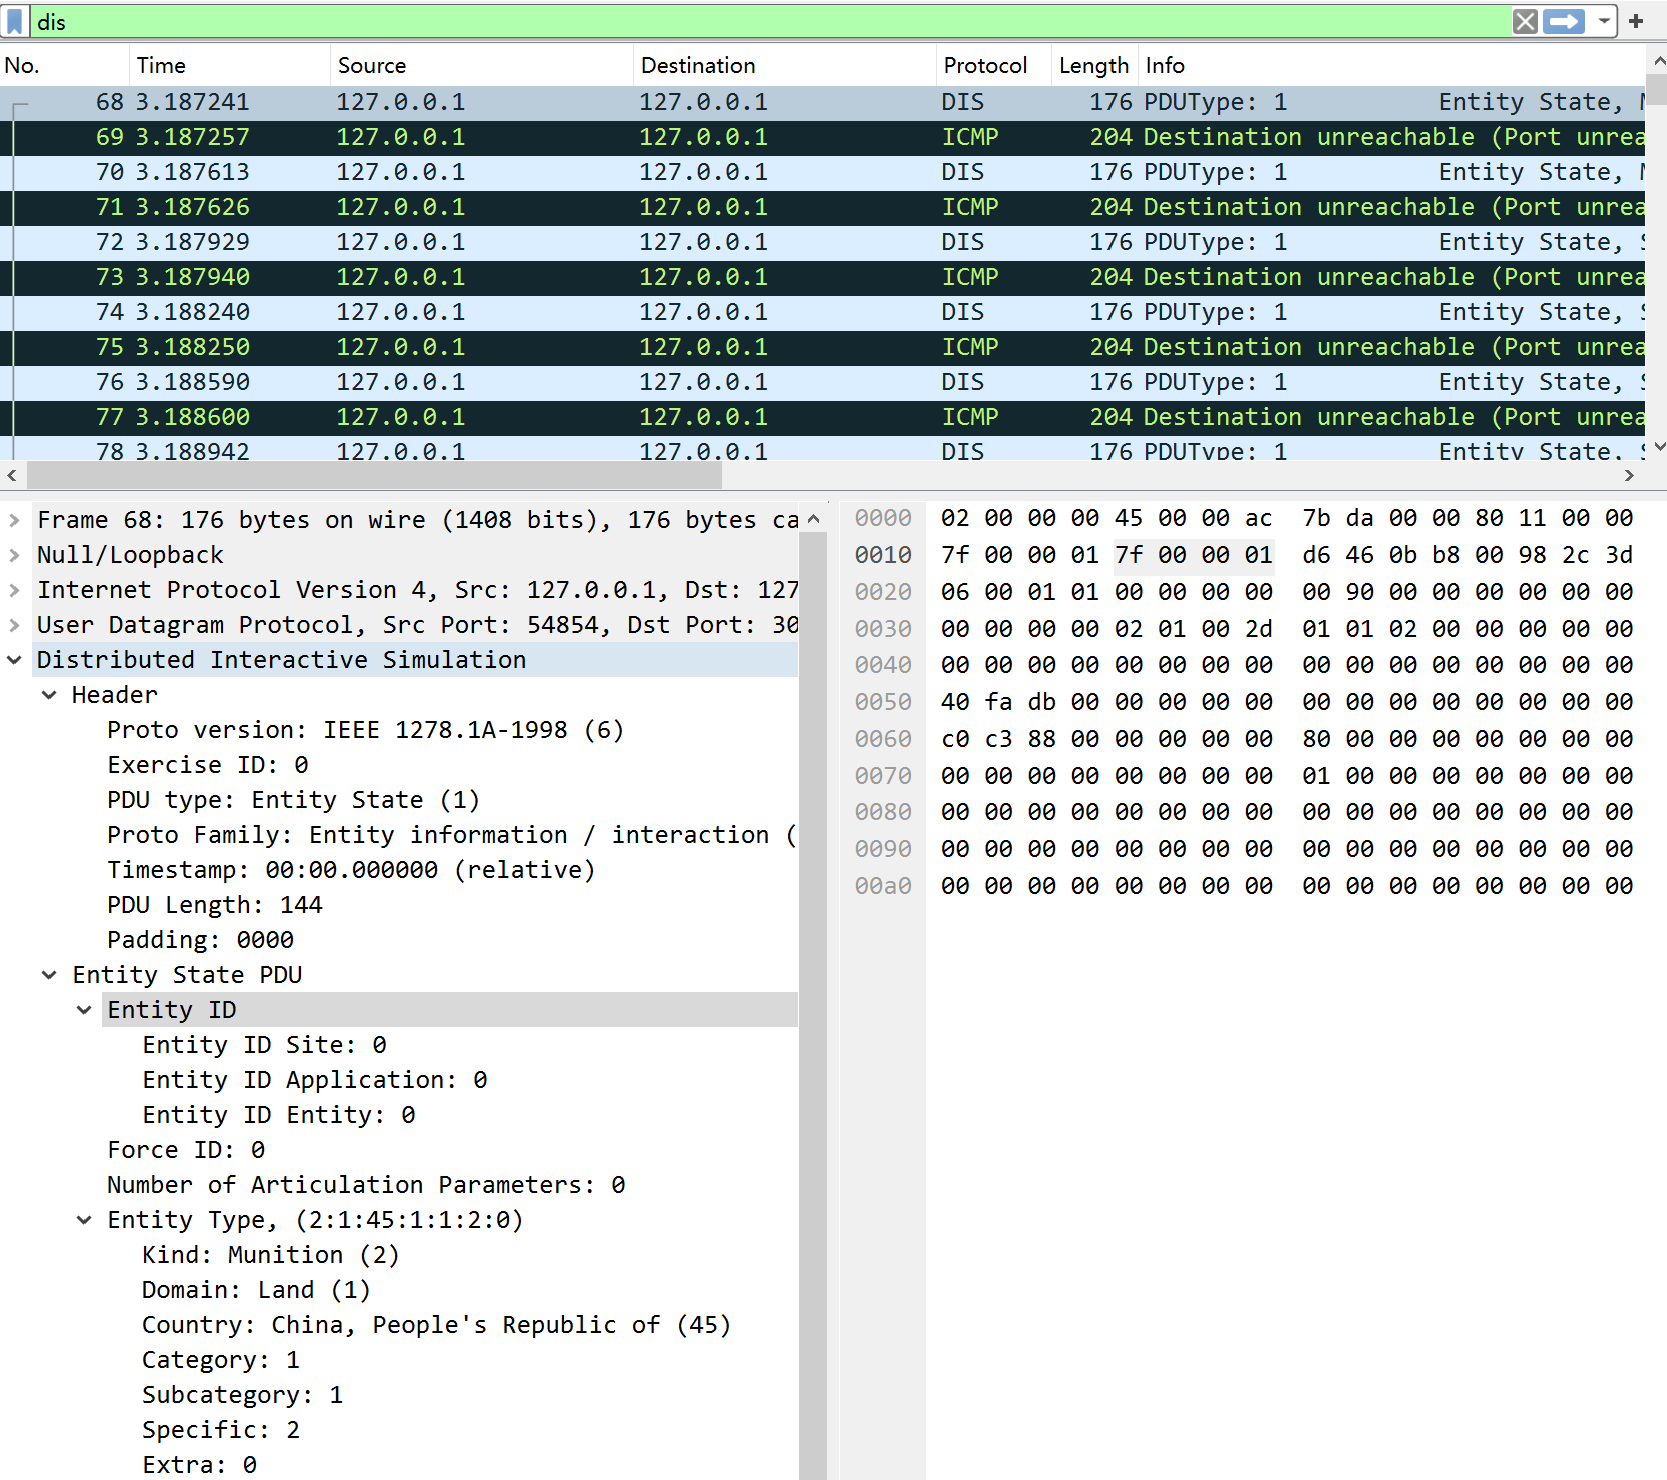 dis
No. Time Source Destination Protocol Length Info
68 3.187241 127.0.0.1 127.0.0.1 DIS 176 PDUType: 1 Entity State,
69 3.187257 127.0.0.1 127.0.0.1 ICMP 204 Destination unreachable (Port unrea
70 3.187613 127.0.0.1 127.0.0.1 DIS 176 PDUType: 1 Entity State,
71 3.187626 127.0.0.1 127.0.0.1 ICMP 204 Destination unreachable (Port unrea
72 3.187929 127.0.0.1 127.0.0.1 DIS 176 PDUType: 1 Entity State,
73 3.187940 127.0.0.1 127.0.0.1 ICMP 204 Destination unreachable (Port unrea
74 3.188240 127.0.0.1 127.0.0.1 DIS 176 PDUType: 1 Entity State,
75 3.188250 127.0.0.1 127.0.0.1 ICMP 204 Destination unreachable (Port unrea
76 3.188590 127.0.0.1 127.0.0.1 DIS 176 PDUType: 1 Entity State,
77 3.188600 127.0.0.1 127.0.0.1 ICMP 204 Destination unreachable (Port unrea
78 3.188942 127.0.0.1 127.0.0.1 DIS 176 PDUType: 1 Entity State,
Frame 68: 176 bytes on wire (1408 bits), 176 bytes ca
Null/Loopback
Internet Protocol Version 4, Src: 127.0.0.1, Dst: 127
User Datagram Protocol, Src Port: 54854, Dst Port: 30
Distributed Interactive Simulation
Header
Proto version: IEEE 1278.1A-1998 (6)
Exercise ID: 0
PDU type: Entity State (1)
Proto Family: Entity information / interaction (
Timestamp: 00:00.000000 (relative)
PDU Length: 144
Padding: 0000
Entity State PDU
Entity ID
Entity ID Site: 0
Entity ID Application: 0
Entity ID Entity: 0
Force ID: 0
Number of Articulation Parameters: 0
Entity Type, (2:1:45:1:1:2:0)
Kind: Munition (2)
Domain: Land (1)
Country: China, People's Republic of (45)
Category: 1
Subcategory: 1
Specific: 2
Extra: 0
0000 02 00 00 00 45 00 00 ac 7b da 00 00 80 11 00 00
0010 7f 00 00 01 7f 00 00 01 d6 46 0b b8 00 98 2c 3d
0020 06 00 01 01 00 00 00 00 00 90 00 00 00 00 00 00
0030 00 00 00 00 02 01 00 2d 01 01 02 00 00 00 00 00
0040 00 00 00 00 00 00 00 00 00 00 00 00 00 00 00 00
0050 40 fa db 00 00 00 00 00 00 00 00 00 00 00 00 00
0060 c0 c3 88 00 00 00 00 00 80 00 00 00 00 00 00 00
0070 00 00 00 00 00 00 00 00 01 00 00 00 00 00 00 00
0080 00 00 00 00 00 00 00 00 00 00 00 00 00 00 00 00
0090 00 00 00 00 00 00 00 00 00 00 00 00 00 00 00 00
00a0 00 00 00 00 00 00 00 00 00 00 00 00 00 00 00 00